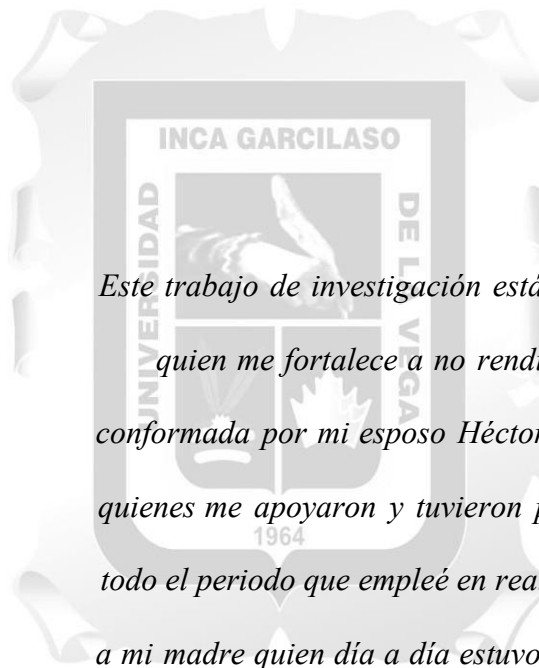 INCA GARCILASO
UNIVERSIDAD
DE LA VEGA
Este trabajo de investigación está
quien me fortalece a no rendi
conformada por mi esposo Héctor
quienes me apoyaron y tuvieron p
1964
todo el periodo que empleé en rea
a mi madre quien día a día estuvo